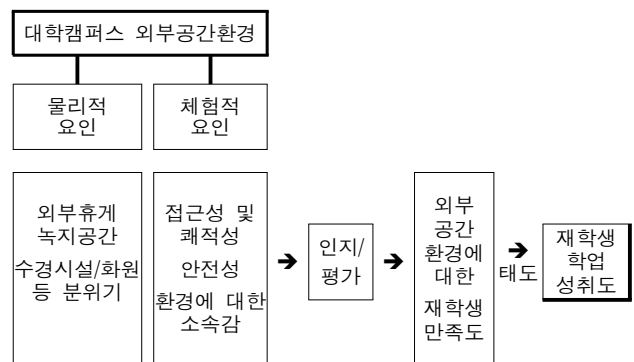 대학캠퍼스 외부공간환경
물리적
요인
체험적
요인
외부휴게
녹지공간
수경시설/화원
등 분위기
접근성 및
쾌적성
안전성
환경에 대한
소속감
인지/
평가
외부
공간
환경에
대한
재학생
만족도
태도
재학생
학업
성취도